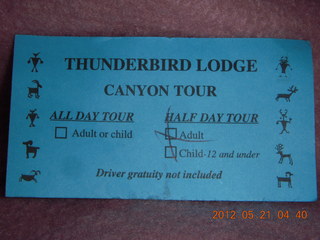 THUNDERBIRD LODGE
CANYON TOUR
ALL DAY TOUR HALF DAY TOUR
Adult or child Adult
Child-12 and under
Driver gratuity not included
2012.05.21 04:40